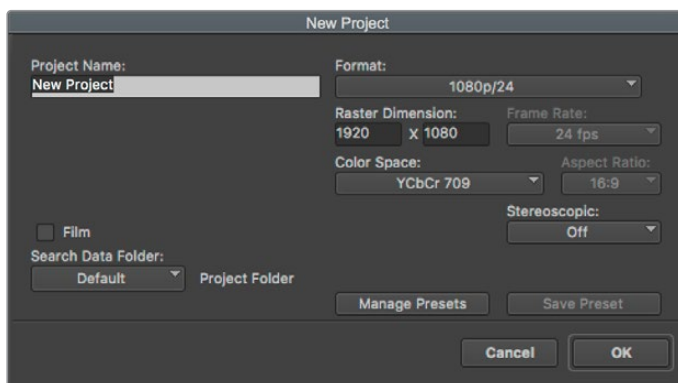 New Project
Project Name:
New Project
Format:
1080p/24
Raster Dimension:
1920 x 1080
Frame Rate:
24 fps
Color Space:
YCbCr 709
Aspect Ratio:
16:9
Stereoscopic:
Off
Film
Search Data Folder:
Default
Project Folder
Manage Presets
Save Preset
Cancel
OK